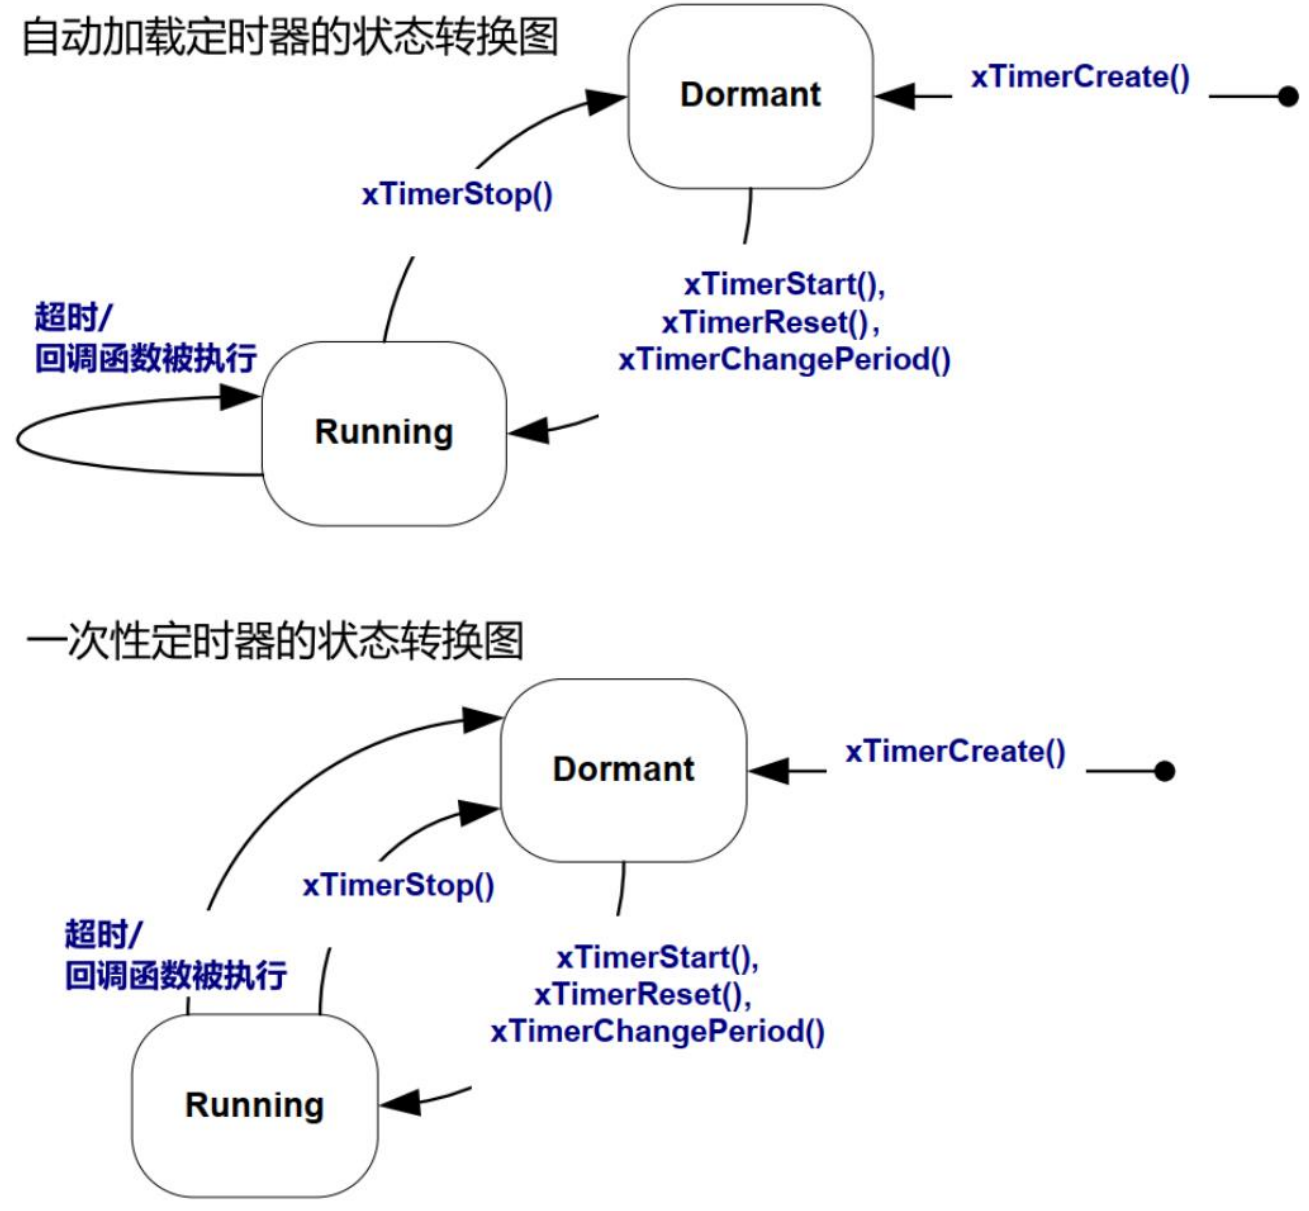 自动加载定时器的状态转换图
Dormant
xTimerCreate()
xTimerStop()
xTimerStart(),
xTimerReset(),
xTimerChangePeriod()
超时/
回调函数被执行
Running
一次性定时器的状态转换图
Dormant
xTimerCreate()
xTimerStop()
超时/
回调函数被执行
xTimerStart(),
xTimerReset(),
xTimerChangePeriod()
Running